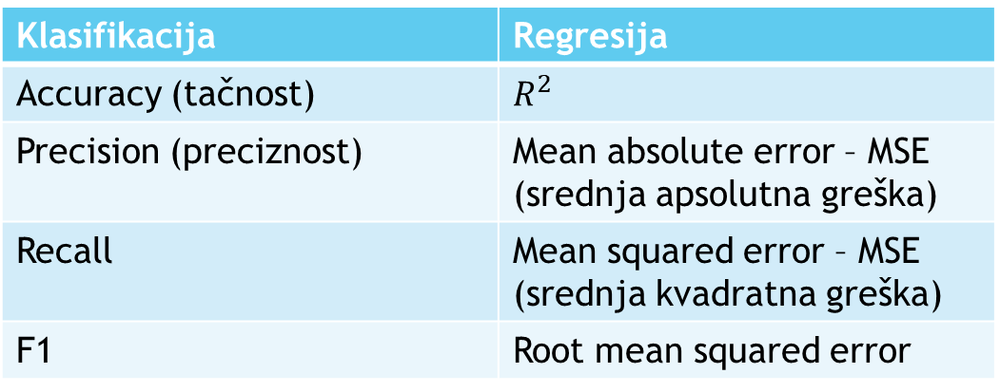 Klasifikacija
Regresija
Accuracy (tačnost)
R²
Precision (preciznost)
Mean absolute error – MSE
(srednja apsolutna greška)
Recall
Mean squared error – MSE
(srednja kvadratna greška)
F1
Root mean squared error